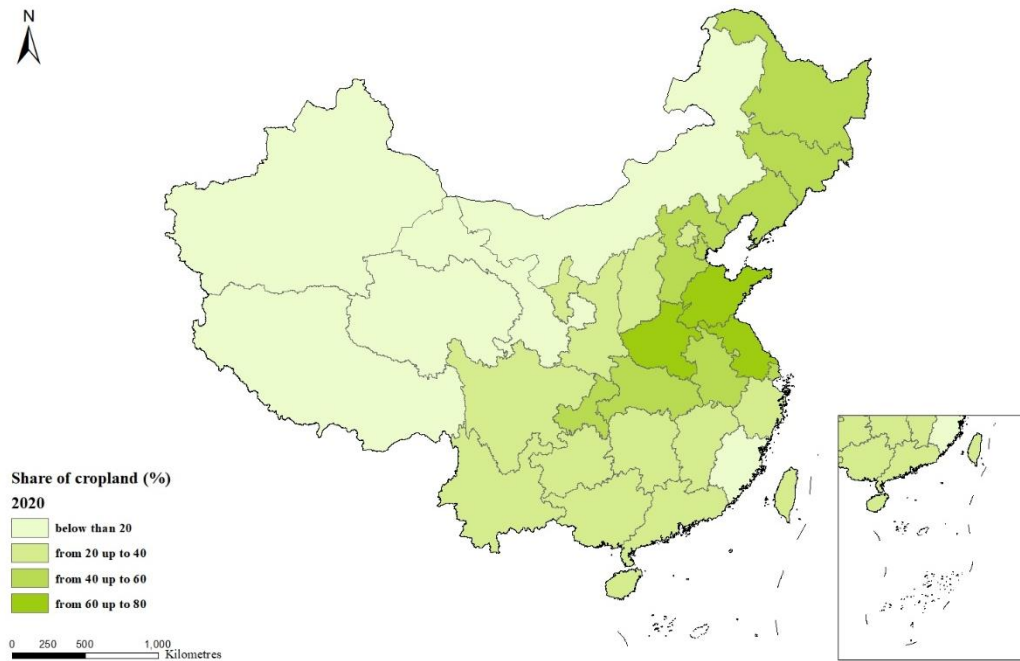 N
Share of cropland (%)
2020
below than 20
from 20 up to 40
from 40 up to 60
from 60 up to 80
0 250 500 1,000
Kilometres